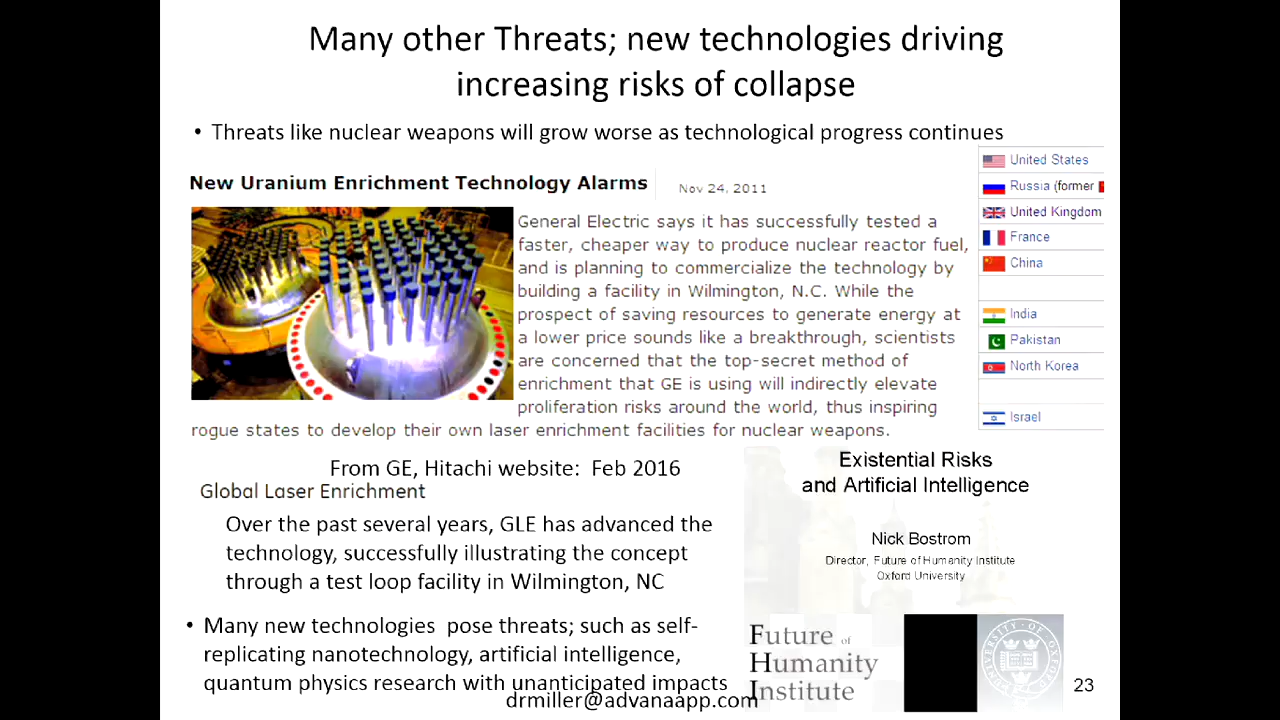 Many other Threats; new technologies driving
increasing risks of collapse
• Threats like nuclear weapons will grow worse as technological progress continues
New Uranium Enrichment Technology Alarms
Nov 24, 2011
General Electric says it has successfully tested a
faster, cheaper way to produce nuclear reactor fuel,
and is planning to commercialize the technology by
building a facility in Wilmington, N.C. While the
prospect of saving resources to generate energy at
a lower price sounds like a breakthrough, scientists
are concerned that the top-secret method of
enrichment that GE is using will indirectly elevate
proliferation risks around the world, thus inspiring
rogue states to develop their own laser enrichment facilities for nuclear weapons.
United States
Russia (former
United Kingdom
France
China
India
Pakistan
North Korea
Israel
From GE, Hitachi website: Feb 2016
Global Laser Enrichment
Over the past several years, GLE has advanced the
technology, successfully illustrating the concept
through a test loop facility in Wilmington, NC
Existential Risks
and Artificial Intelligence
Nick Bostrom
Director, Future of Humanity Institute
Oxford University
• Many new technologies pose threats; such as self-
replicating nanotechnology, artificial intelligence,
quantum physics research with unanticipated impacts
Future of
Humanity
Institute
UNIVERSITY OF OXFORD
drmiller@advanaapp.com
23